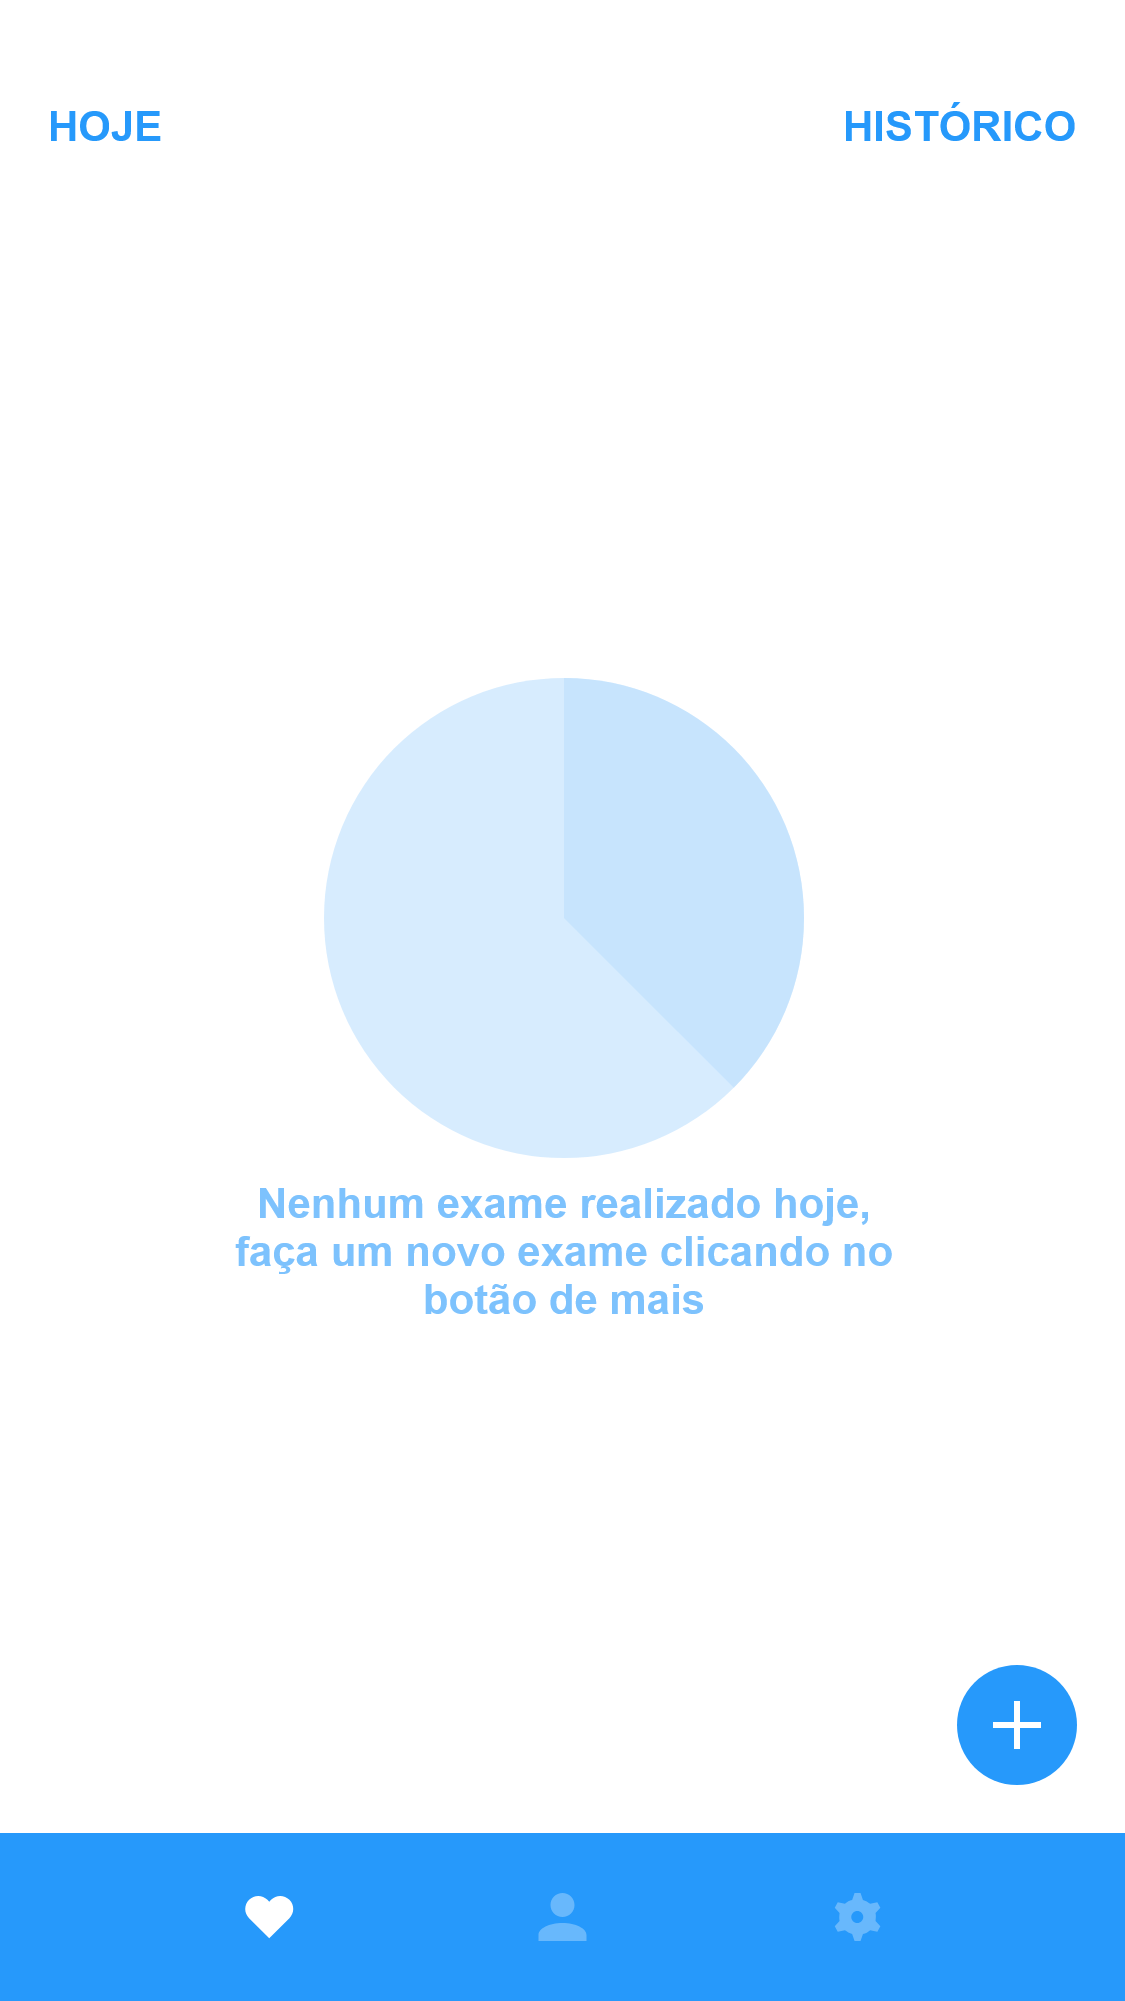 HOJE
HISTÓRICO
Nenhum exame realizado hoje,
faça um novo exame clicando no
botão de mais